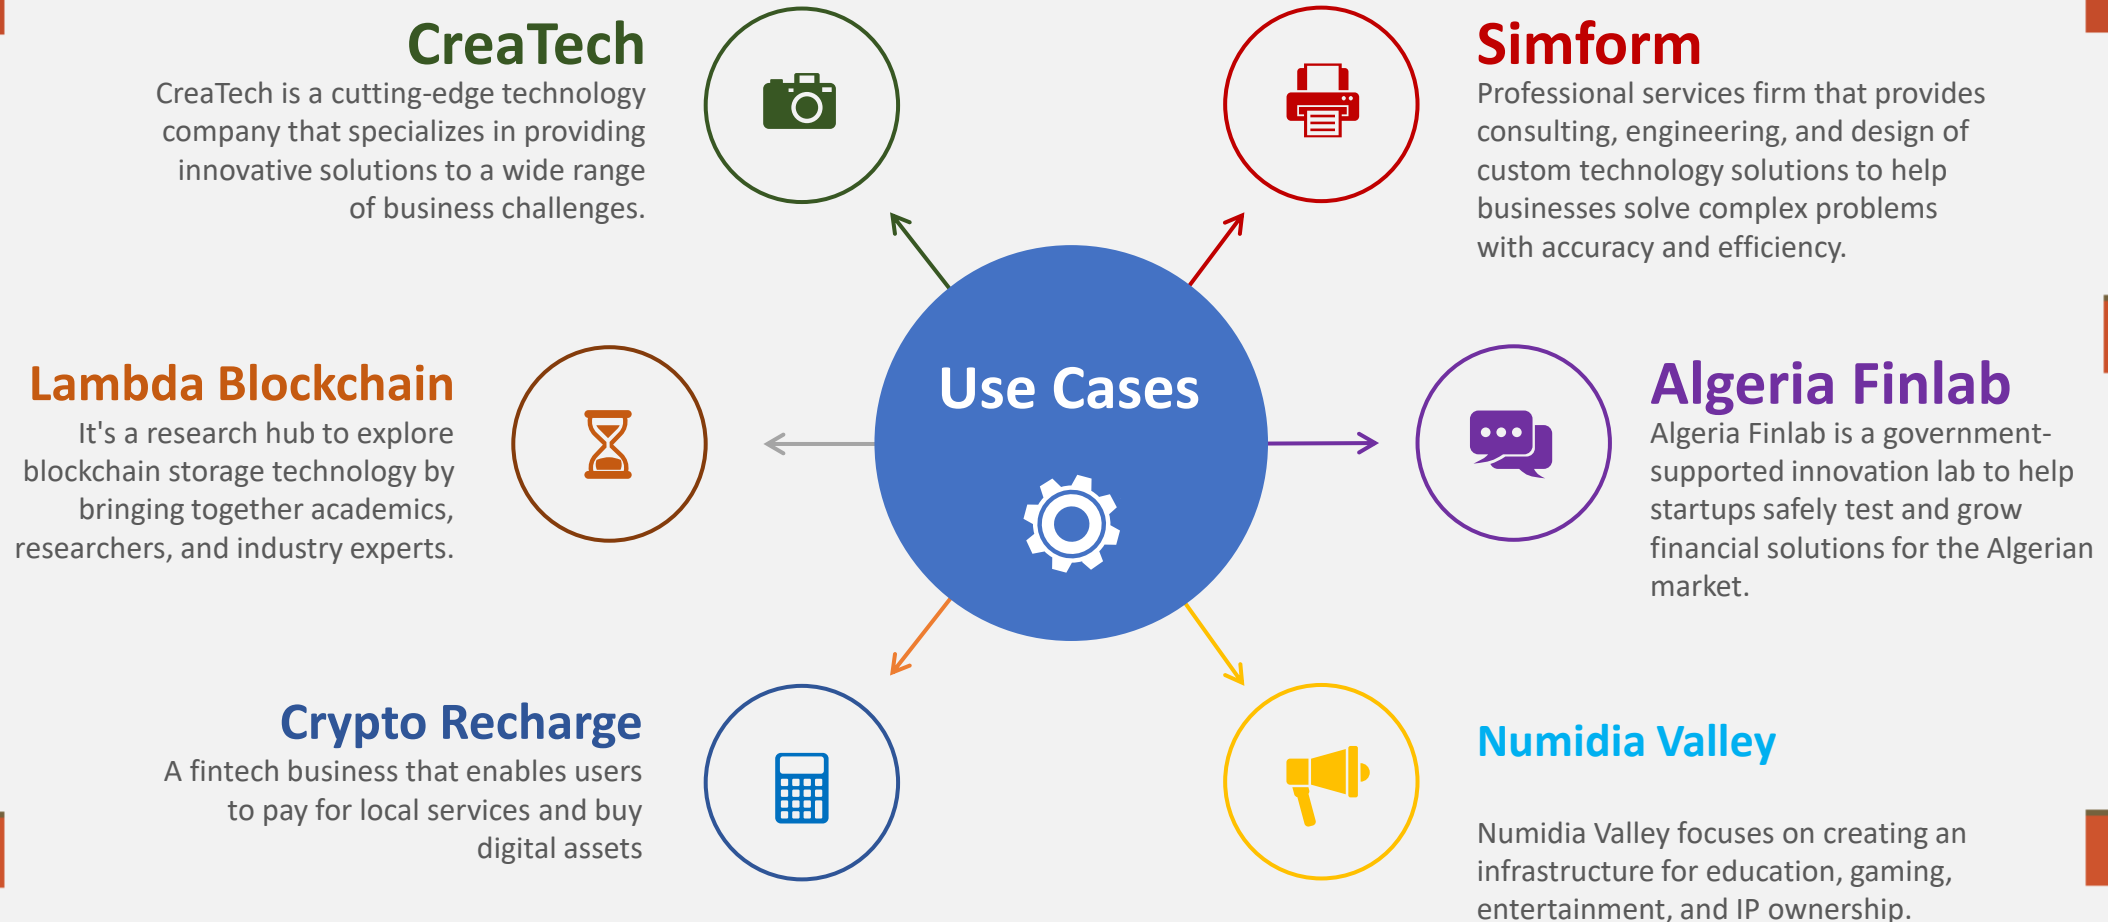 CreaTech
CreaTech is a cutting-edge technology
company that specializes in providing
innovative solutions to a wide range
of business challenges.
Simform
Professional services firm that provides
consulting, engineering, and design of
custom technology solutions to help
businesses solve complex problems
with accuracy and efficiency.
Use Cases
Lambda Blockchain
It's a research hub to explore
blockchain storage technology by
bringing together academics,
researchers, and industry experts.
Algeria Finlab
Algeria Finlab is a government-
supported innovation lab to help
startups safely test and grow
financial solutions for the Algerian
market.
Crypto Recharge
A fintech business that enables users
to pay for local services and buy
digital assets
Numidia Valley
Numidia Valley focuses on creating an
infrastructure for education, gaming,
entertainment, and IP ownership.